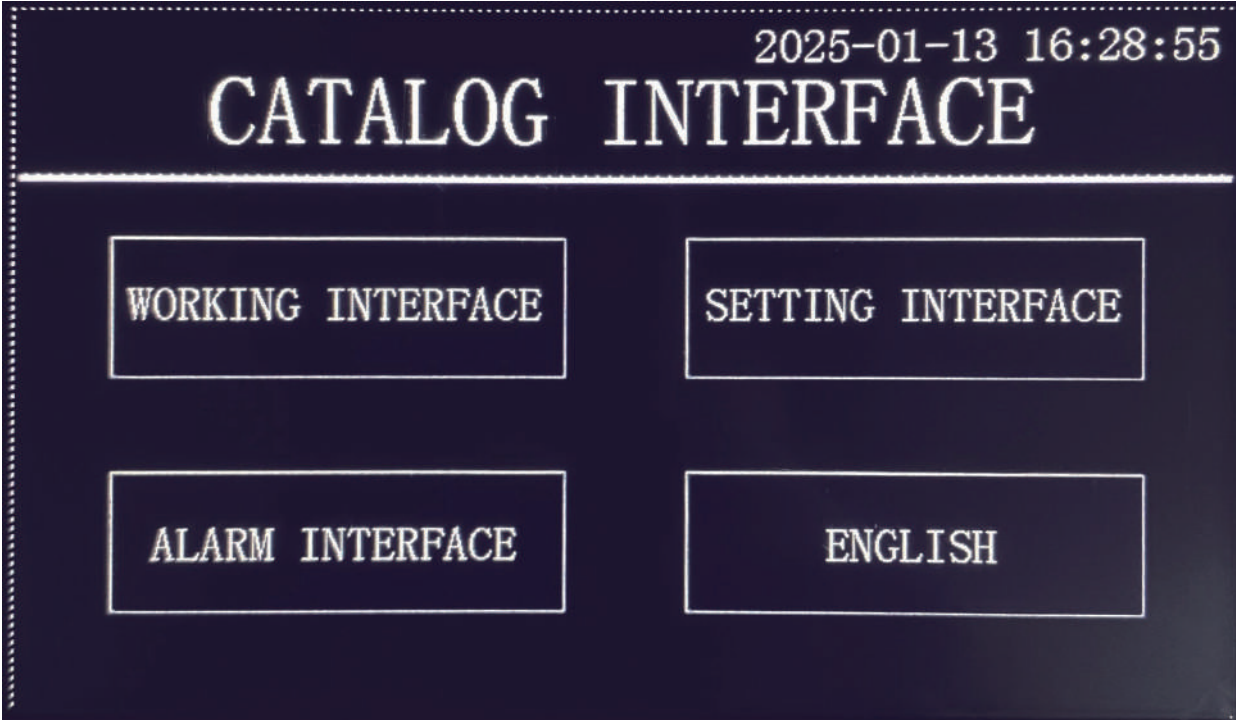 2025-01-13 16:28:55
CATALOG INTERFACE
WORKING INTERFACE
SETTING INTERFACE
ALARM INTERFACE
ENGLISH